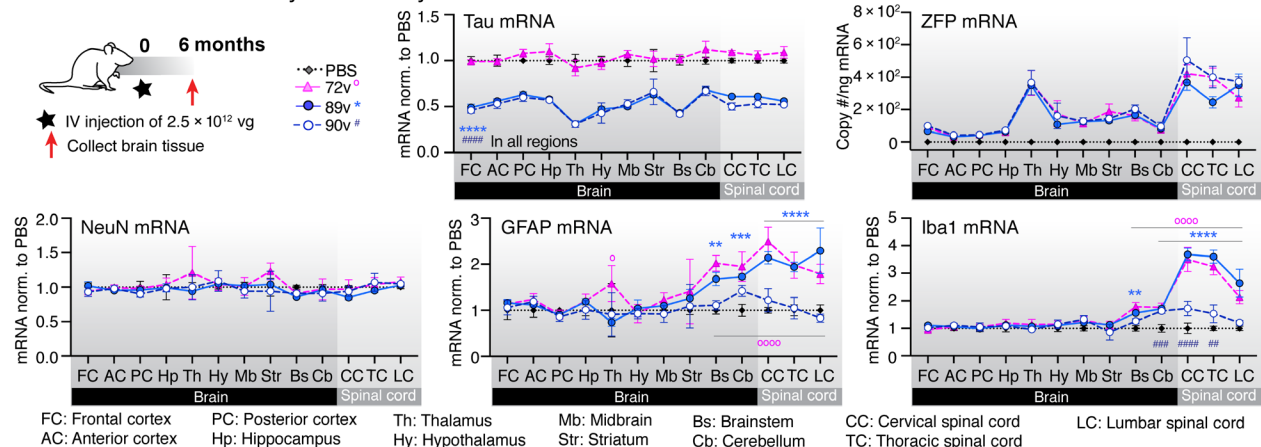 0 6 months
IV injection of 2.5 × 10¹² vg
Collect brain tissue
PBS
72v o
89v *
90v #
Tau mRNA
mRNA norm. to PBS
1.5
1.0
0.5
0.0
****
####
In all regions
FC AC PC Hp Th Hy Mb Str Bs Cb CC TC LC
Brain Spinal cord
ZFP mRNA
Copy #/ng mRNA
8 × 10²
6 × 10²
4 × 10²
2 × 10²
0
FC AC PC Hp Th Hy Mb Str Bs Cb CC TC LC
Brain Spinal cord
NeuN mRNA
mRNA norm. to PBS
2.0
1.5
1.0
0.5
0.0
FC AC PC Hp Th Hy Mb Str Bs Cb CC TC LC
Brain Spinal cord
GFAP mRNA
mRNA norm. to PBS
3
2
1
0
o
**
***
****
oooo
FC AC PC Hp Th Hy Mb Str Bs Cb CC TC LC
Brain Spinal cord
Iba1 mRNA
mRNA norm. to PBS
5
4
3
2
1
0
oooo
****
**
### #### ##
FC AC PC Hp Th Hy Mb Str Bs Cb CC TC LC
Brain Spinal cord
FC: Frontal cortex PC: Posterior cortex Th: Thalamus Mb: Midbrain Bs: Brainstem CC: Cervical spinal cord LC: Lumbar spinal cord
AC: Anterior cortex Hp: Hippocampus Hy: Hypothalamus Str: Striatum Cb: Cerebellum TC: Thoracic spinal cord